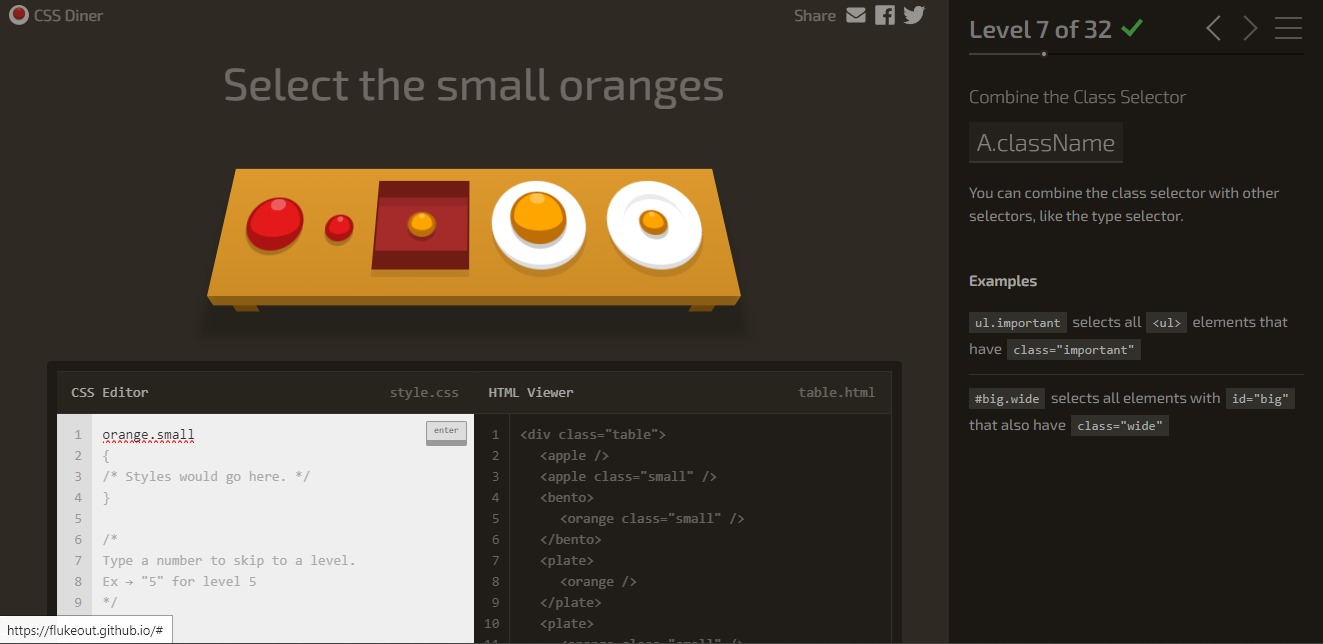 CSS Diner
Share
Select the small oranges
CSS Editor
style.css
1 orange.small
enter
2 {
3 /* Styles would go here. */
4 }
5
6 /*
7 Type a number to skip to a level.
8 Ex → "5" for level 5
9 */
HTML Viewer
table.html
1 <div class="table">
2 <apple />
3 <apple class="small" />
4 <bento>
5 <orange class="small" />
6 </bento>
7 <plate>
8 <orange />
9 </plate>
10 <plate>
11 <orange class="small" />
https://flukeout.github.io/#
Level 7 of 32
Combine the Class Selector
A.className
You can combine the class selector with other
selectors, like the type selector.
Examples
ul.important selects all <ul> elements that
have class="important"
#big.wide selects all elements with id="big"
that also have class="wide"